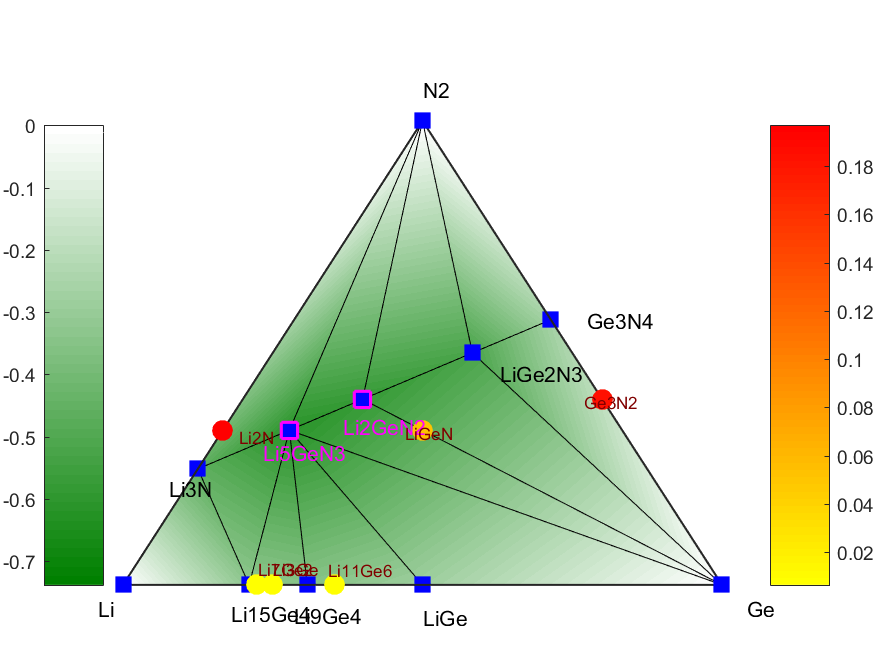 N2
0
-0.1
-0.2
-0.3
-0.4
-0.5
-0.6
-0.7
0.18
0.16
0.14
0.12
0.1
0.08
0.06
0.04
0.02
Ge3N4
LiGe2N3
Ge3N2
Li2GeN2
LiGeN
Li2N
Li5GeN3
Li3N
Li7Ge2
Li3Ge
Li11Ge6
Li
Li15Ge4
Li9Ge4
LiGe
Ge